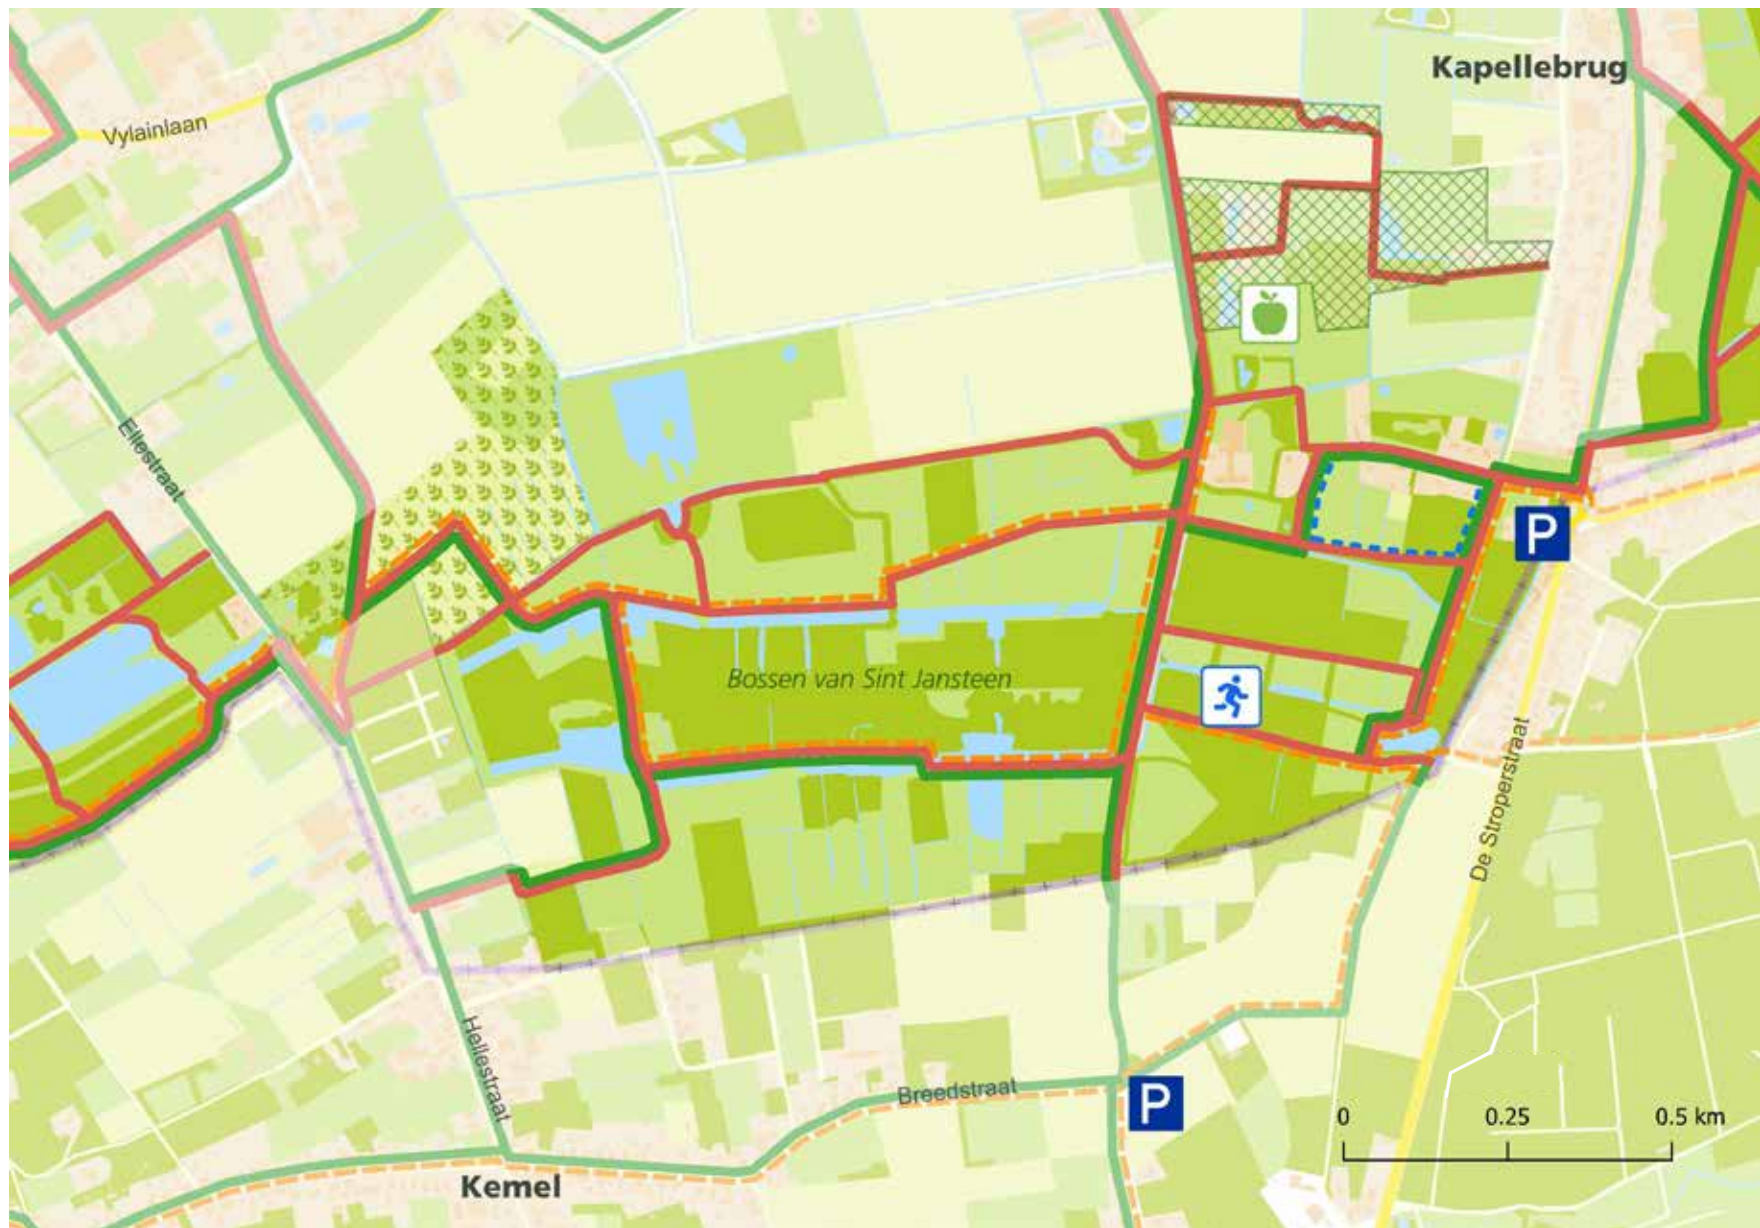 Kapellebrug
Vylainlaan
Ellestraat
P
Bossen van Sint Jansteen
De Stroperstraat
Hellestraat
Breedstraat
P
0 0.25 0.5 km
Kemel